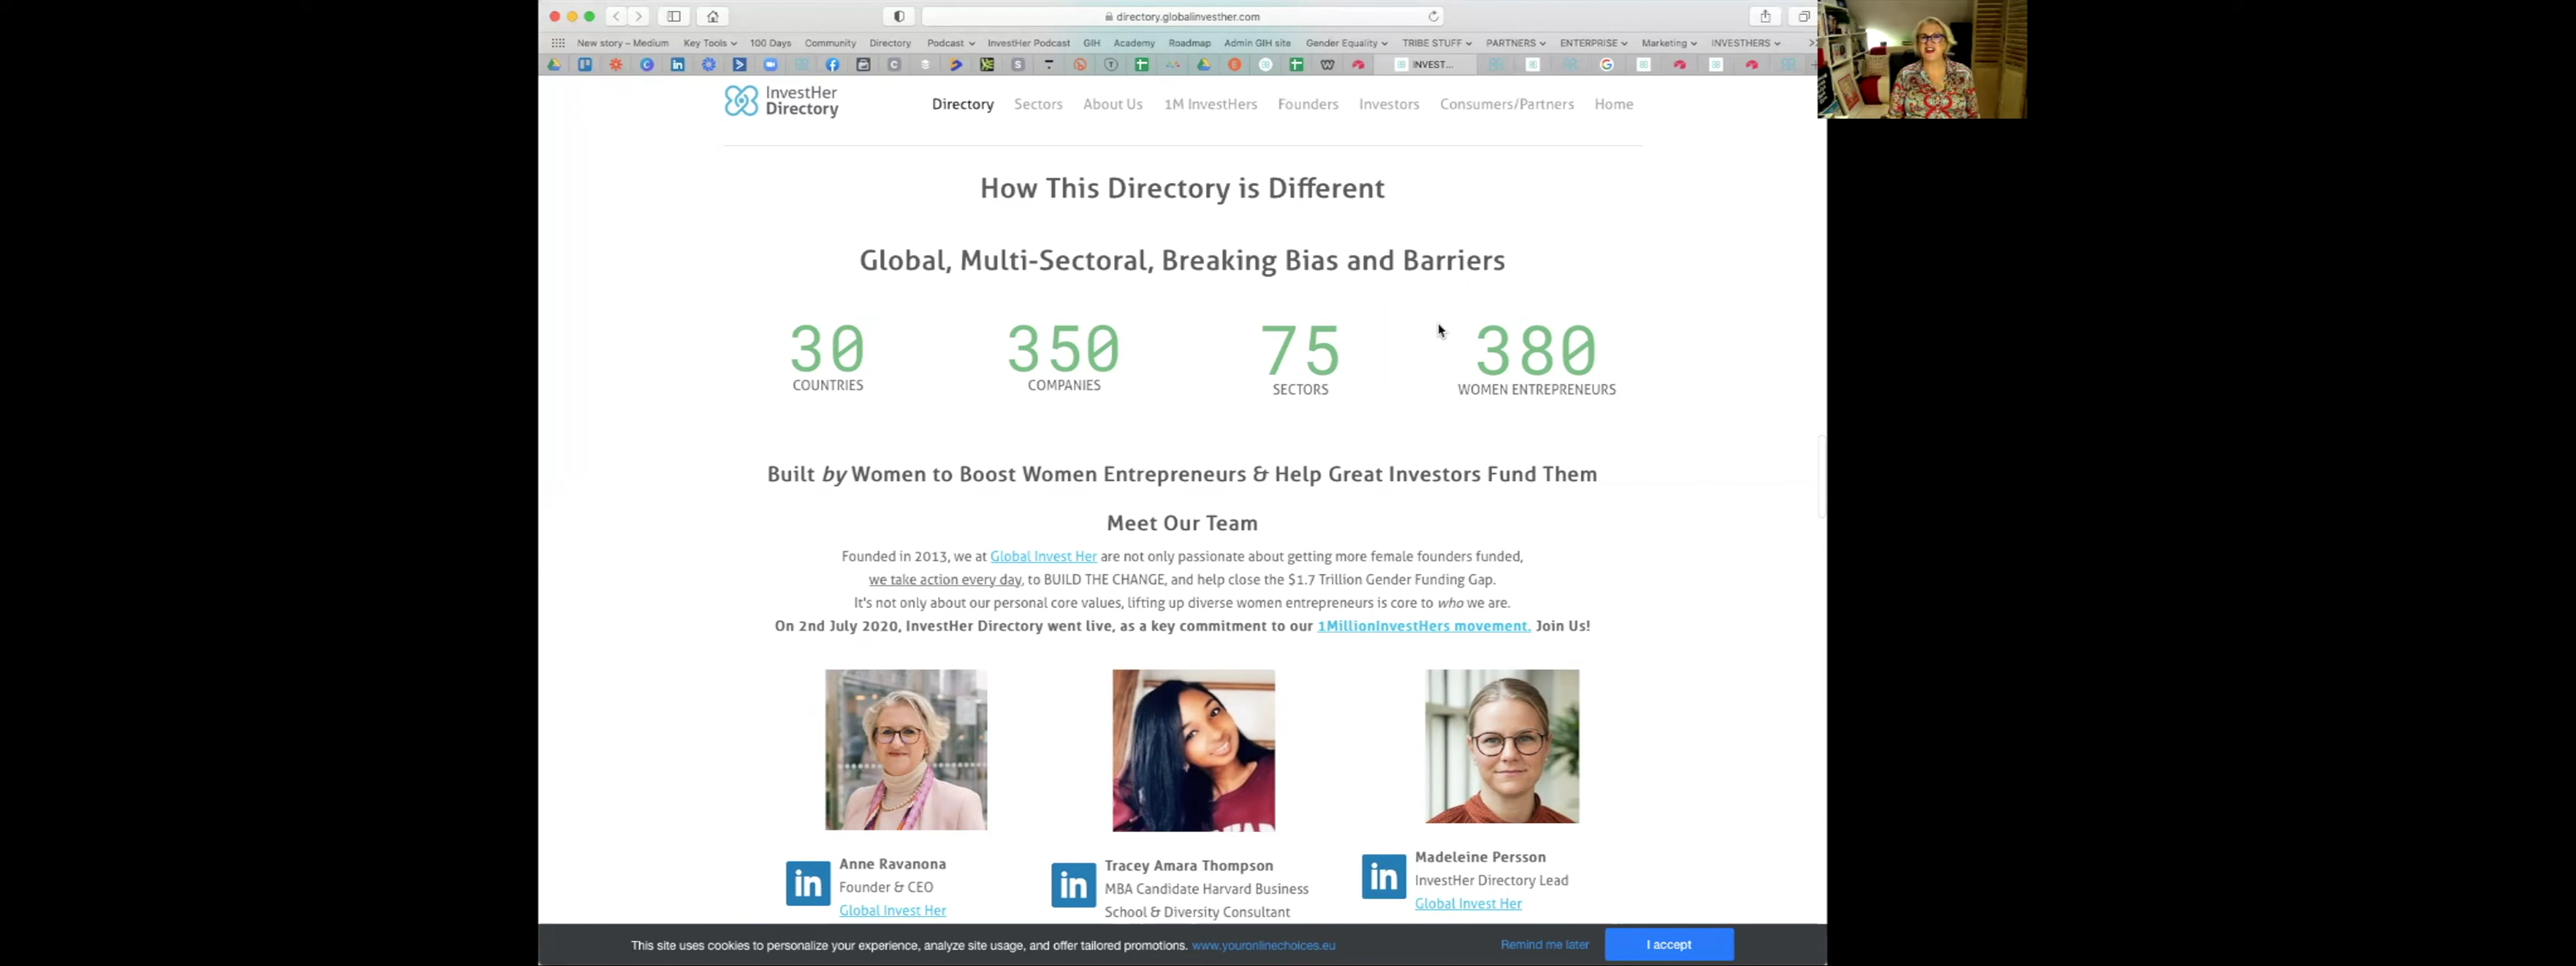 directory.globalinvesther.com
New story – Medium Key Tools 100 Days Community Directory Podcast InvestHer Podcast GIH Academy Roadmap Admin GIH site Gender Equality TRIBE STUFF PARTNERS ENTERPRISE Marketing INVESTHERS
INVEST...
InvestHer
Directory
Directory Sectors About Us 1M InvestHers Founders Investors Consumers/Partners Home
How This Directory is Different
Global, Multi-Sectoral, Breaking Bias and Barriers
30 350 75 380
COUNTRIES COMPANIES SECTORS WOMEN ENTREPRENEURS
Built by Women to Boost Women Entrepreneurs & Help Great Investors Fund Them
Meet Our Team
Founded in 2013, we at Global Invest Her are not only passionate about getting more female founders funded,
we take action every day, to BUILD THE CHANGE, and help close the $1.7 Trillion Gender Funding Gap.
It's not only about our personal core values, lifting up diverse women entrepreneurs is core to who we are.
On 2nd July 2020, InvestHer Directory went live, as a key commitment to our 1MillionInvestHers movement. Join Us!
in Anne Ravanona
Founder & CEO
Global Invest Her
in Tracey Amara Thompson
MBA Candidate Harvard Business
School & Diversity Consultant
in Madeleine Persson
InvestHer Directory Lead
Global Invest Her
This site uses cookies to personalize your experience, analyze site usage, and offer tailored promotions. www.youronlinechoices.eu Remind me later I accept